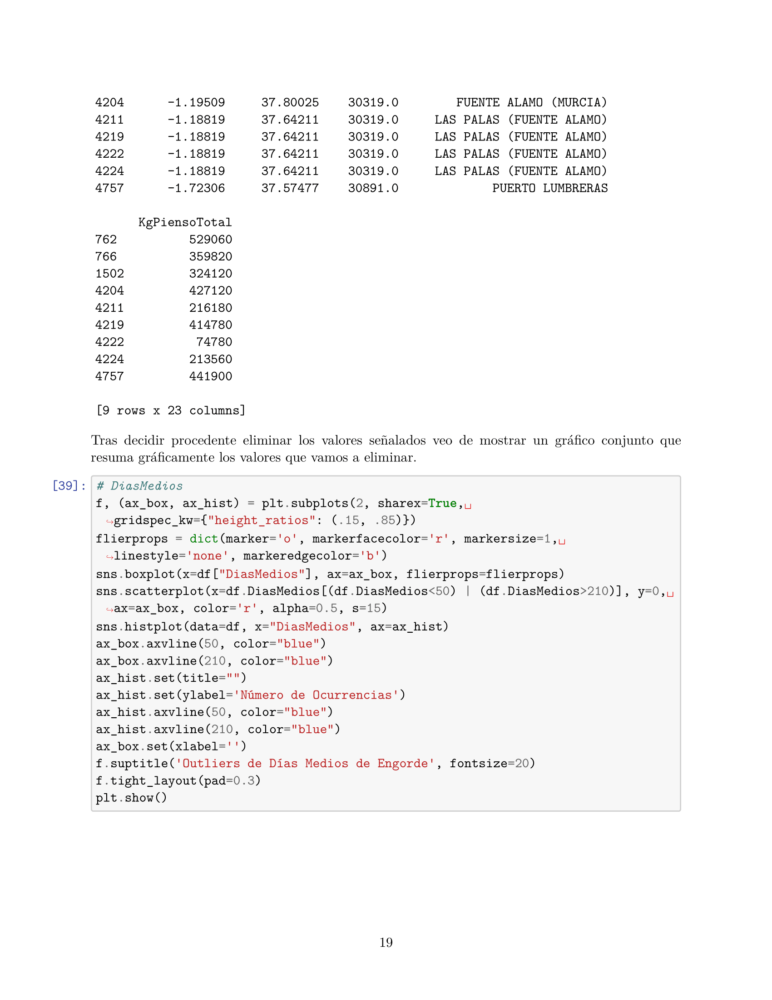 4204      -1.19509     37.80025    30319.0        FUENTE ALAMO (MURCIA)
4211      -1.18819     37.64211    30319.0     LAS PALAS (FUENTE ALAMO)
4219      -1.18819     37.64211    30319.0     LAS PALAS (FUENTE ALAMO)
4222      -1.18819     37.64211    30319.0     LAS PALAS (FUENTE ALAMO)
4224      -1.18819     37.64211    30319.0     LAS PALAS (FUENTE ALAMO)
4757      -1.72306     37.57477    30891.0             PUERTO LUMBRERAS
      KgPiensoTotal
762          529060
766          359820
1502         324120
4204         427120
4211         216180
4219         414780
4222          74780
4224         213560
4757         441900
[9 rows x 23 columns]
Tras decidir procedente eliminar los valores señalados veo de mostrar un gráfico conjunto que
resuma gráficamente los valores que vamos a eliminar.
[39]: # DiasMedios
f, (ax_box, ax_hist) = plt.subplots(2, sharex=True,␣
↪gridspec_kw={"height_ratios": (.15, .85)})
flierprops = dict(marker='o', markerfacecolor='r', markersize=1,␣
↪linestyle='none', markeredgecolor='b')
sns.boxplot(x=df["DiasMedios"], ax=ax_box, flierprops=flierprops)
sns.scatterplot(x=df.DiasMedios[(df.DiasMedios<50) | (df.DiasMedios>210)], y=0,␣
↪ax=ax_box, color='r', alpha=0.5, s=15)
sns.histplot(data=df, x="DiasMedios", ax=ax_hist)
ax_box.axvline(50, color="blue")
ax_box.axvline(210, color="blue")
ax_hist.set(title="")
ax_hist.set(ylabel='Número de Ocurrencias')
ax_hist.axvline(50, color="blue")
ax_hist.axvline(210, color="blue")
ax_box.set(xlabel='')
f.suptitle('Outliers de Días Medios de Engorde', fontsize=20)
f.tight_layout(pad=0.3)
plt.show()
19